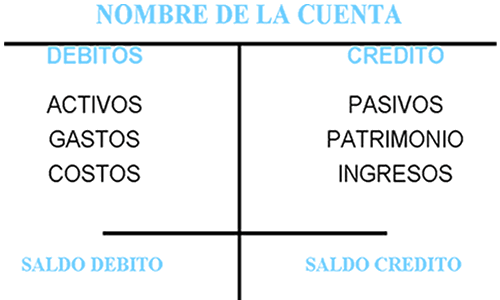 NOMBRE DE LA CUENTA
DEBITOS CREDITO
ACTIVOS PASIVOS
GASTOS PATRIMONIO
COSTOS INGRESOS
SALDO DEBITO SALDO CREDITO